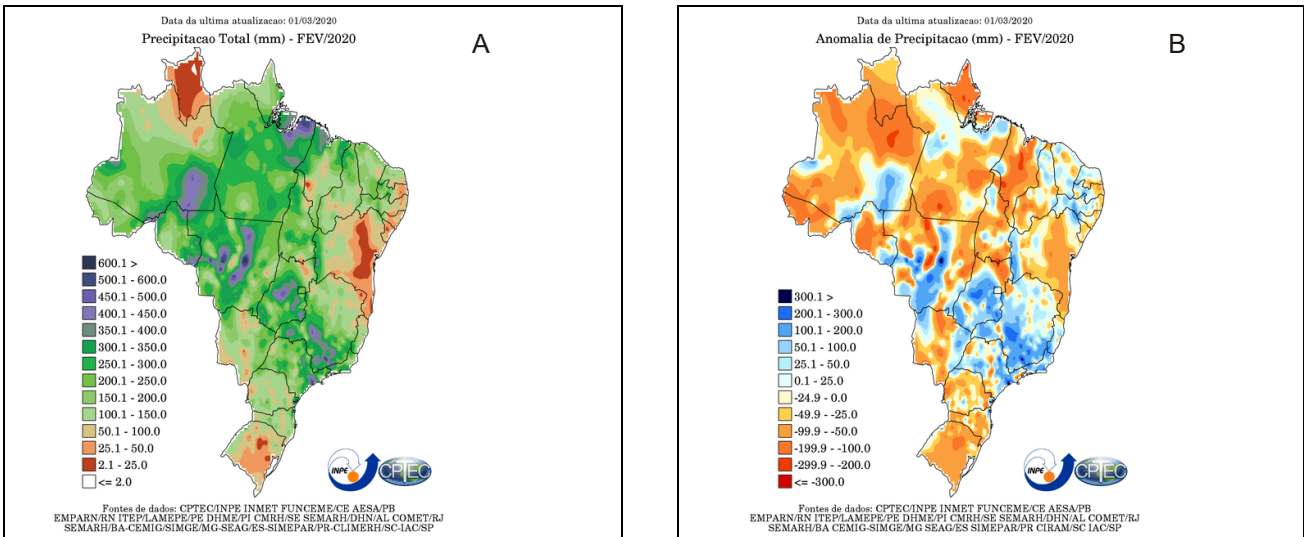 Data da ultima atualizacao: 01/03/2020
Precipitacao Total (mm) - FEV/2020
A
600.1 >
500.1 - 600.0
450.1 - 500.0
400.1 - 450.0
350.1 - 400.0
300.1 - 350.0
250.1 - 300.0
200.1 - 250.0
150.1 - 200.0
100.1 - 150.0
50.1 - 100.0
25.1 - 50.0
2.1 - 25.0
<= 2.0
INPE
CPTEC
Fontes de dados: CPTEC/INPE INMET FUNCEME/CE AESA/PB
EMPARN/RN ITEP/LAMEPE/PE DHME/PI CMRH/SE SEMARH/DHN/AL COMET/RJ
SEMARH/BA-CEMIG/SIMGE/MG-SEAG/ES-SIMEPAR/PR-CLIMERH/SC-IAC/SP
Data da ultima atualizacao: 01/03/2020
Anomalia de Precipitacao (mm) - FEV/2020
B
300.1 >
200.1 - 300.0
100.1 - 200.0
50.1 - 100.0
25.1 - 50.0
0.1 - 25.0
-24.9 - 0.0
-49.9 - -25.0
-99.9 - -50.0
-199.9 - -100.0
-299.9 - -200.0
<= -300.0
INPE
CPTEC
Fontes de dados: CPTEC/INPE INMET FUNCEME/CE AESA/PB
EMPARN/RN ITEP/LAMEPE/PE DHME/PI CMRH/SE SEMARH/DHN/AL COMET/RJ
SEMARH/BA CEMIG-SIMGE/MG SEAG/ES SIMEPAR/PR CIRAM/SC IAC/SP